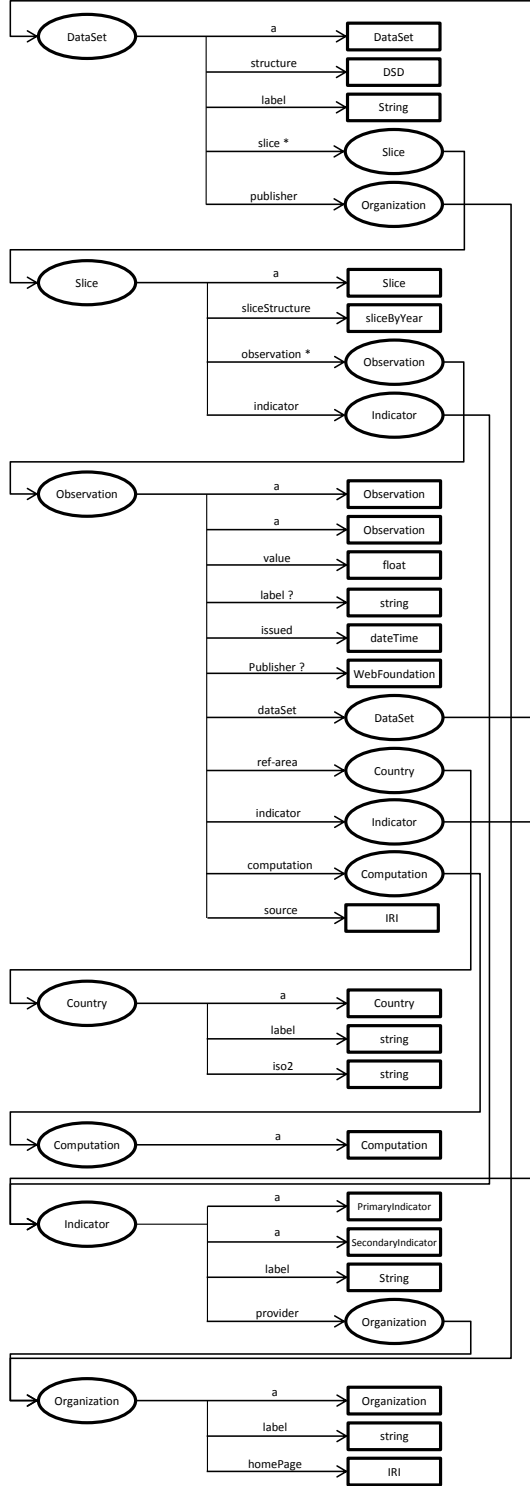 DataSet
a
DataSet
structure
DSD
label
String
slice *
Slice
publisher
Organization
Slice
a
Slice
sliceStructure
sliceByYear
observation *
Observation
indicator
Indicator
Observation
a
Observation
a
Observation
value
float
label ?
string
issued
dateTime
Publisher ?
WebFoundation
dataSet
DataSet
ref-area
Country
indicator
Indicator
computation
Computation
source
IRI
Country
a
Country
label
string
iso2
string
Computation
a
Computation
Indicator
a
PrimaryIndicator
a
SecondaryIndicator
label
String
provider
Organization
Organization
a
Organization
label
string
homePage
IRI